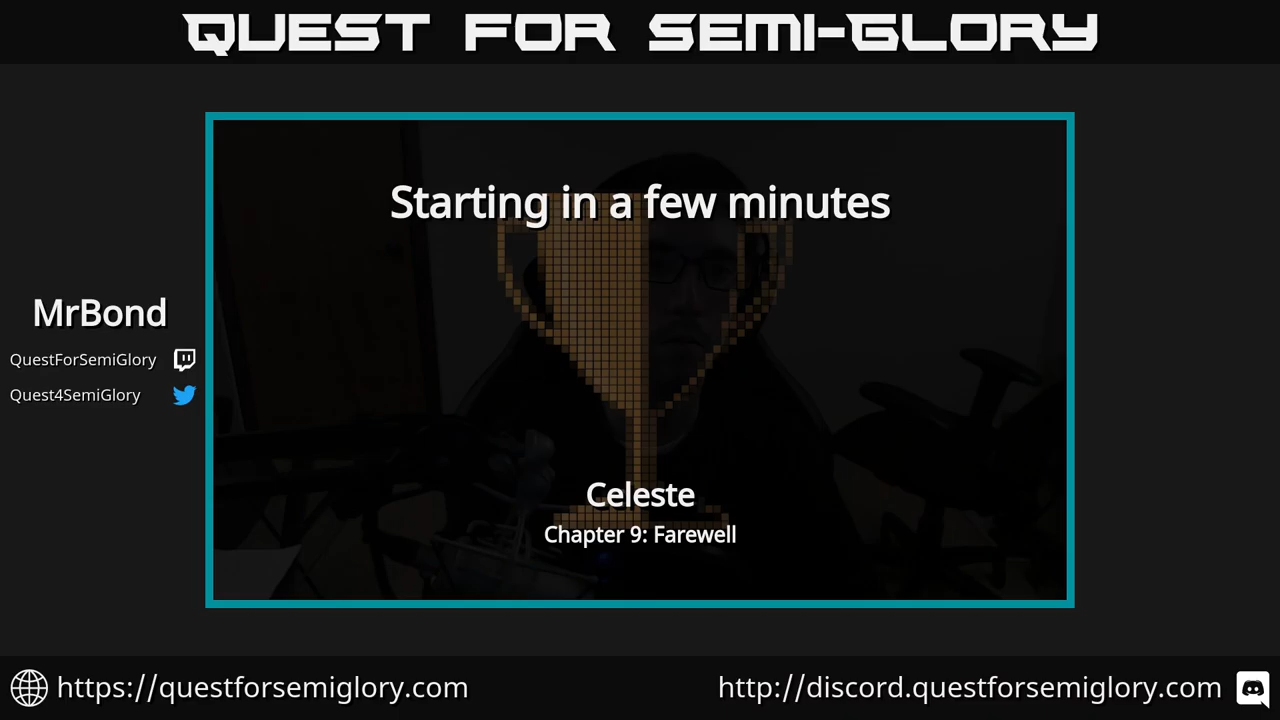 QUEST FOR SEMI-GLORY
Starting in a few minutes
MrBond
QuestForSemiGlory
Quest4SemiGlory
Celeste
Chapter 9: Farewell
https://questforsemiglory.com
http://discord.questforsemiglory.com